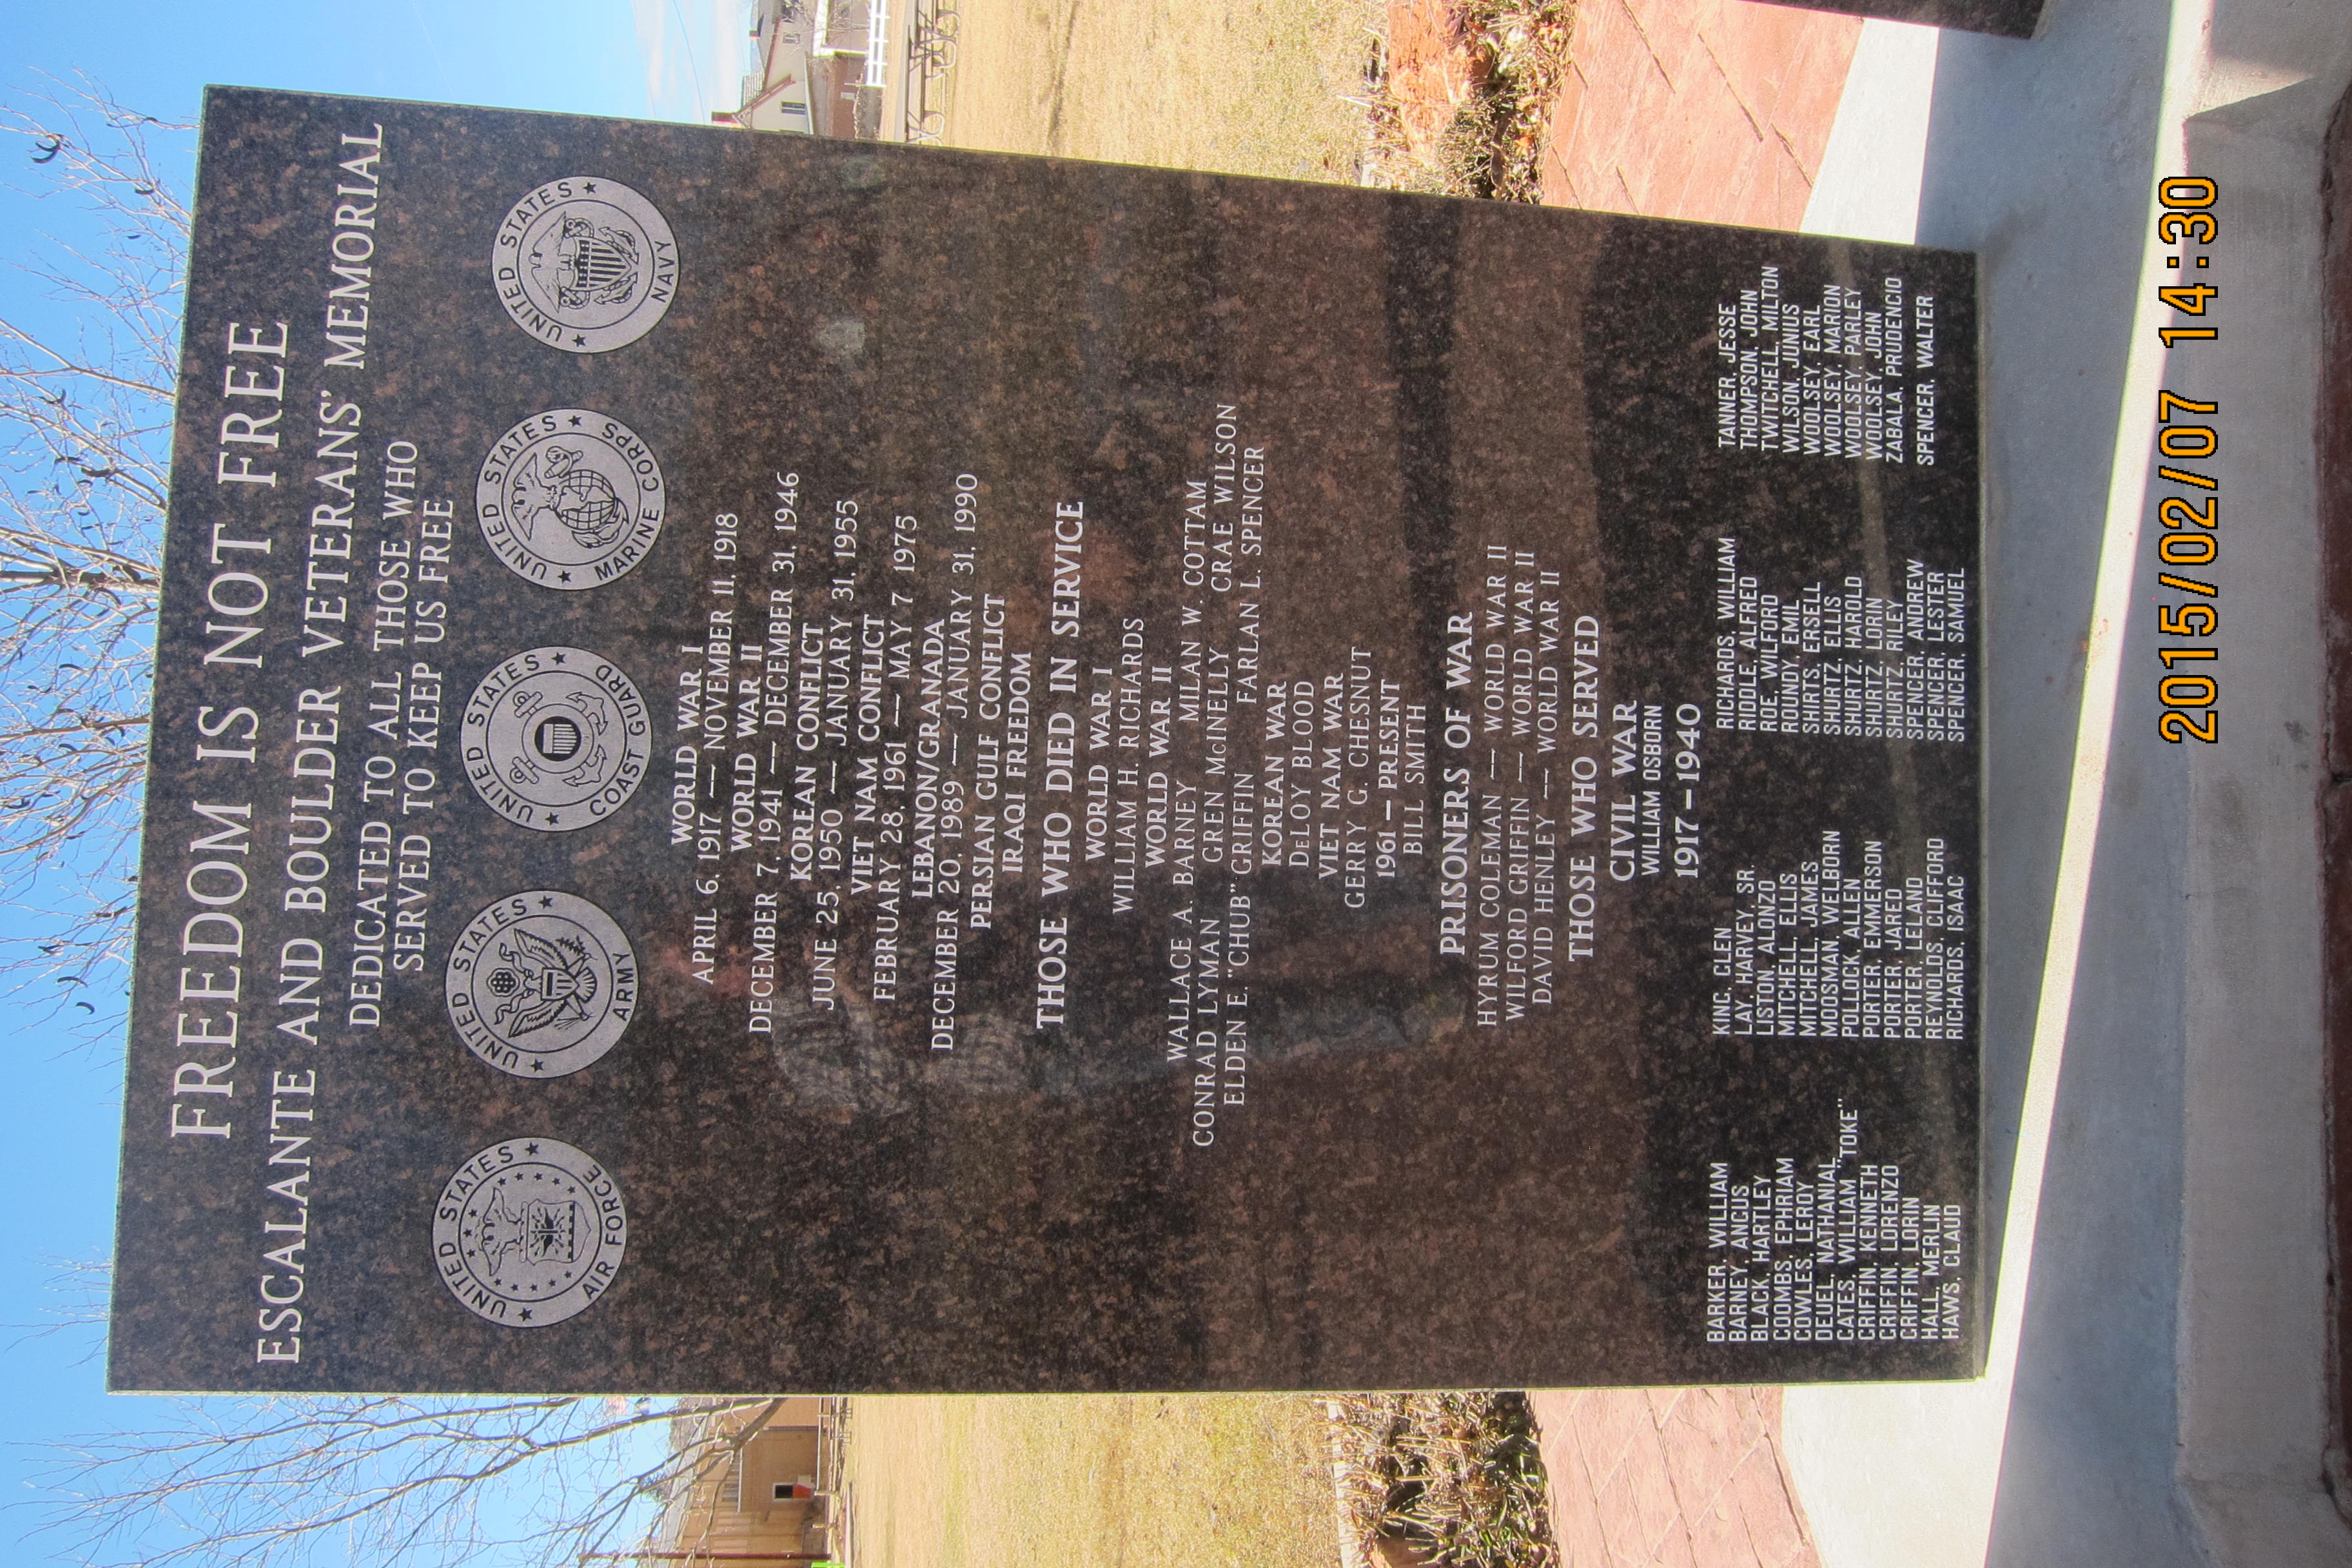 FREEDOM IS NOT FREE
ESCALANTE AND BOULDER VETERANS' MEMORIAL
DEDICATED TO ALL THOSE WHO
SERVED TO KEEP US FREE
UNITED STATES AIR FORCE
UNITED STATES ARMY
UNITED STATES COAST GUARD
UNITED STATES MARINE CORPS
UNITED STATES NAVY
WORLD WAR I
APRIL 6, 1917 — NOVEMBER 11, 1918
WORLD WAR II
DECEMBER 7, 1941 — DECEMBER 31, 1946
KOREAN CONFLICT
JUNE 25, 1950 — JANUARY 31, 1955
VIET NAM CONFLICT
FEBRUARY 28, 1961 — MAY 7 1975
LEBANON/GRANADA
DECEMBER 20, 1989 — JANUARY 31, 1990
PERSIAN GULF CONFLICT
IRAQI FREEDOM
THOSE WHO DIED IN SERVICE
WORLD WAR I
WILLIAM H. RICHARDS
WORLD WAR II
WALLACE A. BARNEY MILAN W. COTTAM
CONRAD LYMAN GREN McINELLY CRAE WILSON
ELDEN E. "CHUB" GRIFFIN FARLAN L. SPENCER
KOREAN WAR
DeLOY BLOOD
VIET NAM WAR
GERRY G. CHESNUT
1961 – PRESENT
BILL SMITH
PRISONERS OF WAR
HYRUM COLEMAN — WORLD WAR II
WILFORD GRIFFIN — WORLD WAR II
DAVID HENLEY — WORLD WAR II
THOSE WHO SERVED
CIVIL WAR
WILLIAM OSBORN
1917 – 1940
BARKER, WILLIAM
BARNEY, ANGUS
BLACK, HARTLEY
COOMBS, EPHRIAM
COWLES, LEROY
DEUEL, NATHANIAL
GATES, WILLIAM "TOKE"
GRIFFIN, KENNETH
GRIFFIN, LORENZO
GRIFFIN, LORIN
HALL, MERLIN
HAWS, CLAUD
KING, GLEN
LAY, HARVEY, SR.
LISTON, ALONZO
MITCHELL, ELLIS
MITCHELL, JAMES
MOOSMAN, WELBORN
POLLOCK, ALLEN
PORTER, EMMERSON
PORTER, JARED
PORTER, LELAND
REYNOLDS, CLIFFORD
RICHARDS, ISAAC
RICHARDS, WILLIAM
RIDDLE, ALFRED
ROE, WILFORD
ROUNDY, EMIL
SHIRTS, ERSELL
SHURTZ, ELLIS
SHURTZ, HAROLD
SHURTZ, LORIN
SHURTZ, RILEY
SPENCER, ANDREW
SPENCER, LESTER
SPENCER, SAMUEL
TANNER, JESSE
THOMPSON, JOHN
TWITCHELL, MILTON
WILSON, JUNIUS
WOOLSEY, EARL
WOOLSEY, MARION
WOOLSEY, PARLEY
WOOLSEY, JOHN
ZABALA, PRUDENCIO
SPENCER, WALTER
2015/02/07 14:30